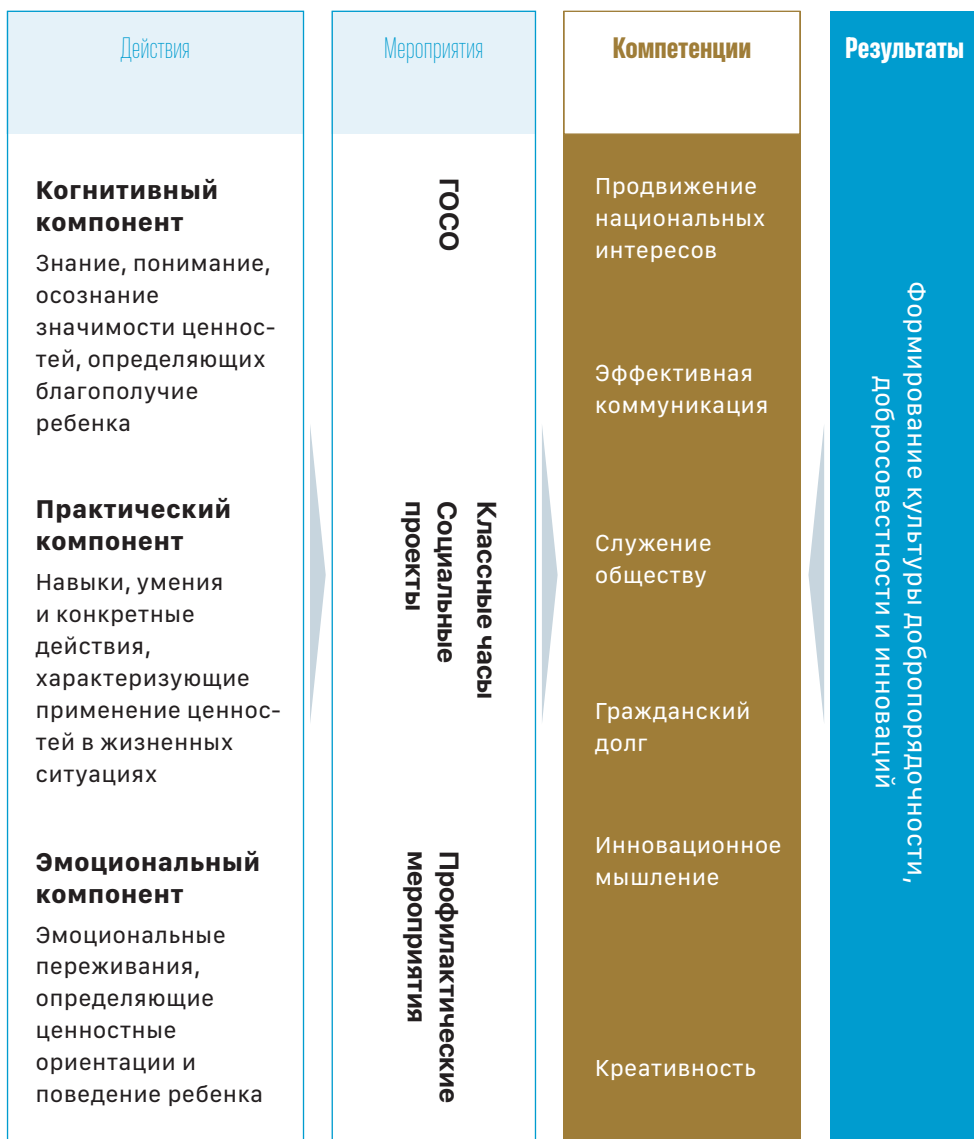 Действия
Когнитивный
компонент
Знание, понимание,
осознание
значимости ценнос-
тей, определяющих
благополучие
ребенка
Практический
компонент
Навыки, умения
и конкретные
действия,
характеризующие
применение ценнос-
тей в жизненных
ситуациях
Эмоциональный
компонент
Эмоциональные
переживания,
определяющие
ценностные
ориентации и
поведение ребенка
Мероприятия
ГОСО
Классные часы
Социальные
проекты
Профилактические
мероприятия
Компетенции
Продвижение
национальных
интересов
Эффективная
коммуникация
Служение
обществу
Гражданский
долг
Инновационное
мышление
Креативность
Результаты
Формирование культуры добропорядочности,
добросовестности и инноваций